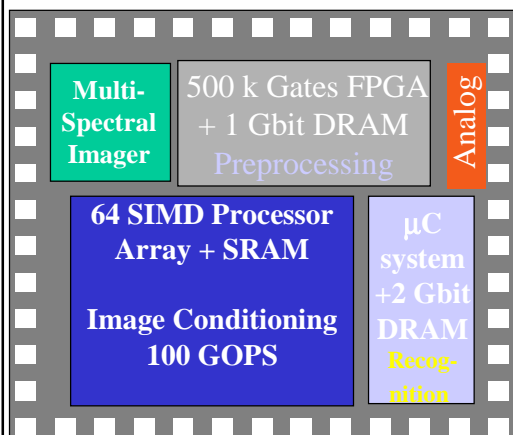 Multi-
Spectral
Imager
500 k Gates FPGA
+ 1 Gbit DRAM
Preprocessing
Analog
64 SIMD Processor
Array + SRAM
Image Conditioning
100 GOPS
μC
system
+2 Gbit
DRAM
Recog-
nition